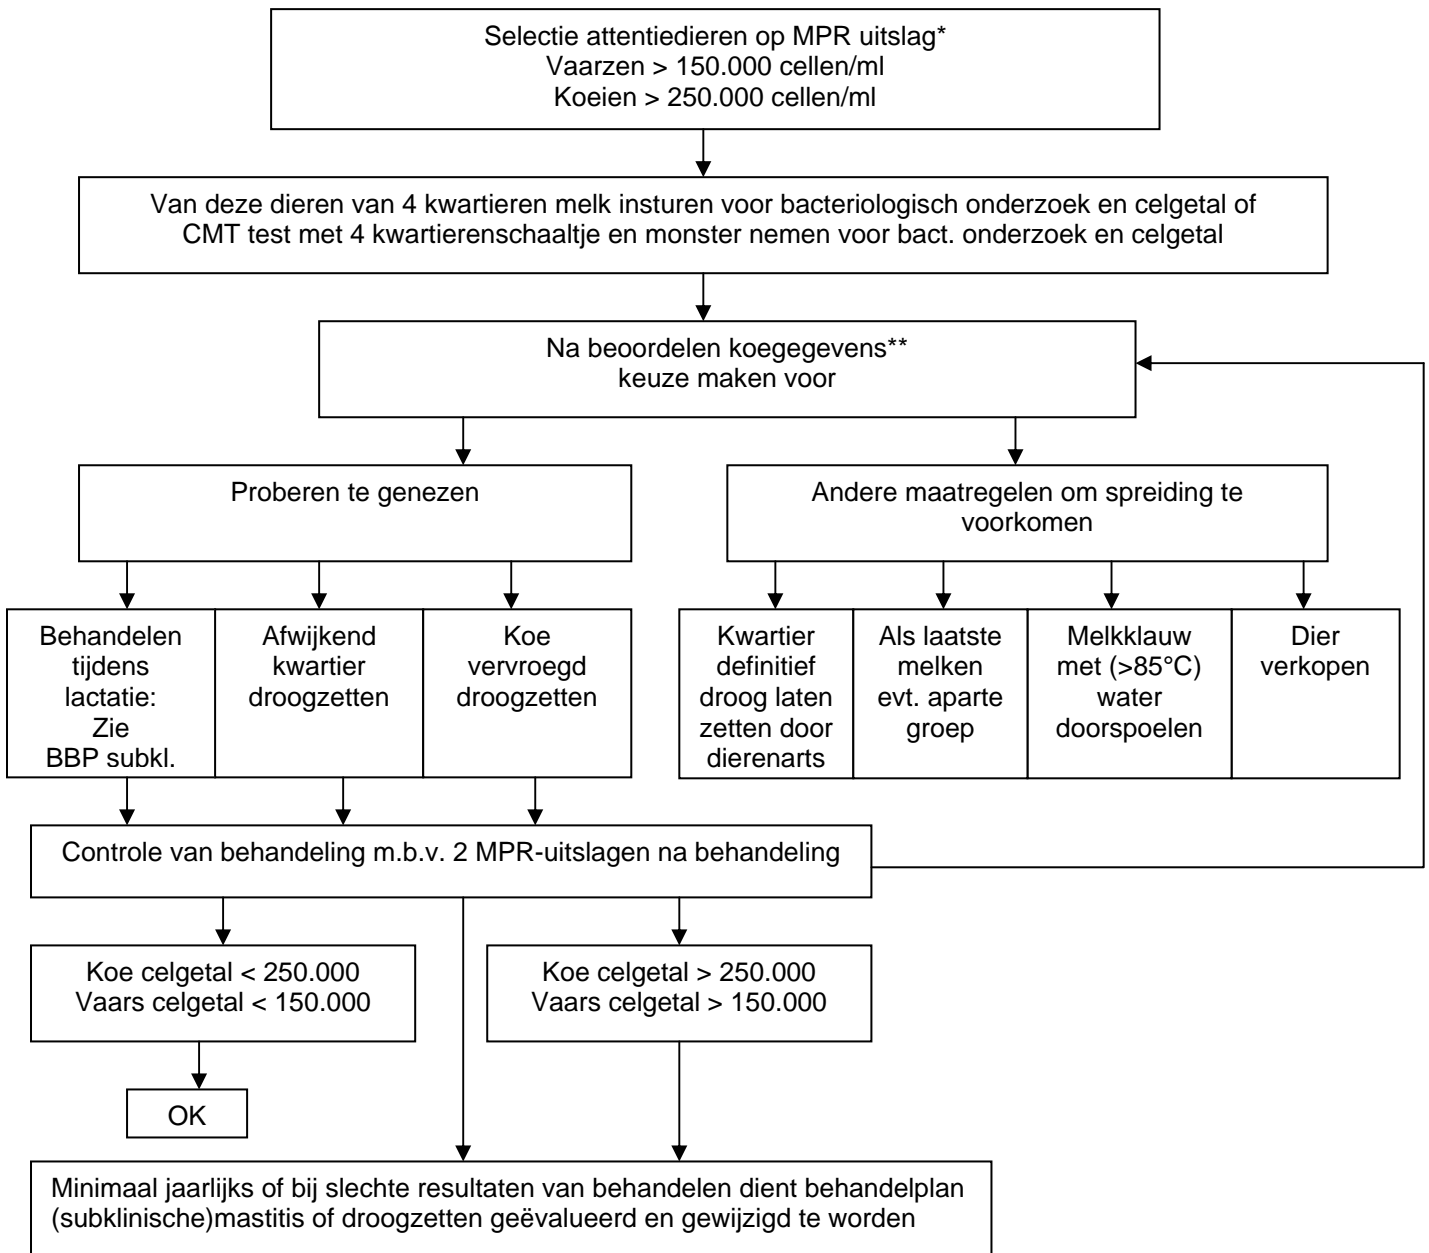 Selectie attentiedieren op MPR uitslag*
Vaarzen > 150.000 cellen/ml
Koeien > 250.000 cellen/ml
Van deze dieren van 4 kwartieren melk insturen voor bacteriologisch onderzoek en celgetal of
CMT test met 4 kwartierenschaaltje en monster nemen voor bact. onderzoek en celgetal
Na beoordelen koegegevens**
keuze maken voor
Proberen te genezen
Andere maatregelen om spreiding te
voorkomen
Behandelen
tijdens
lactatie:
Zie
BBP subkl.
Afwijkend
kwartier
droogzetten
Koe
vervroegd
droogzetten
Kwartier
definitief
droog laten
zetten door
dierenarts
Als laatste
melken
evt. aparte
groep
Melkklauw
met (>85°C)
water
doorspoelen
Dier
verkopen
Controle van behandeling m.b.v. 2 MPR-uitslagen na behandeling
Koe celgetal < 250.000
Vaars celgetal < 150.000
Koe celgetal > 250.000
Vaars celgetal > 150.000
OK
Minimaal jaarlijks of bij slechte resultaten van behandelen dient behandelplan
(subklinische)mastitis of droogzetten geëvalueerd en gewijzigd te worden